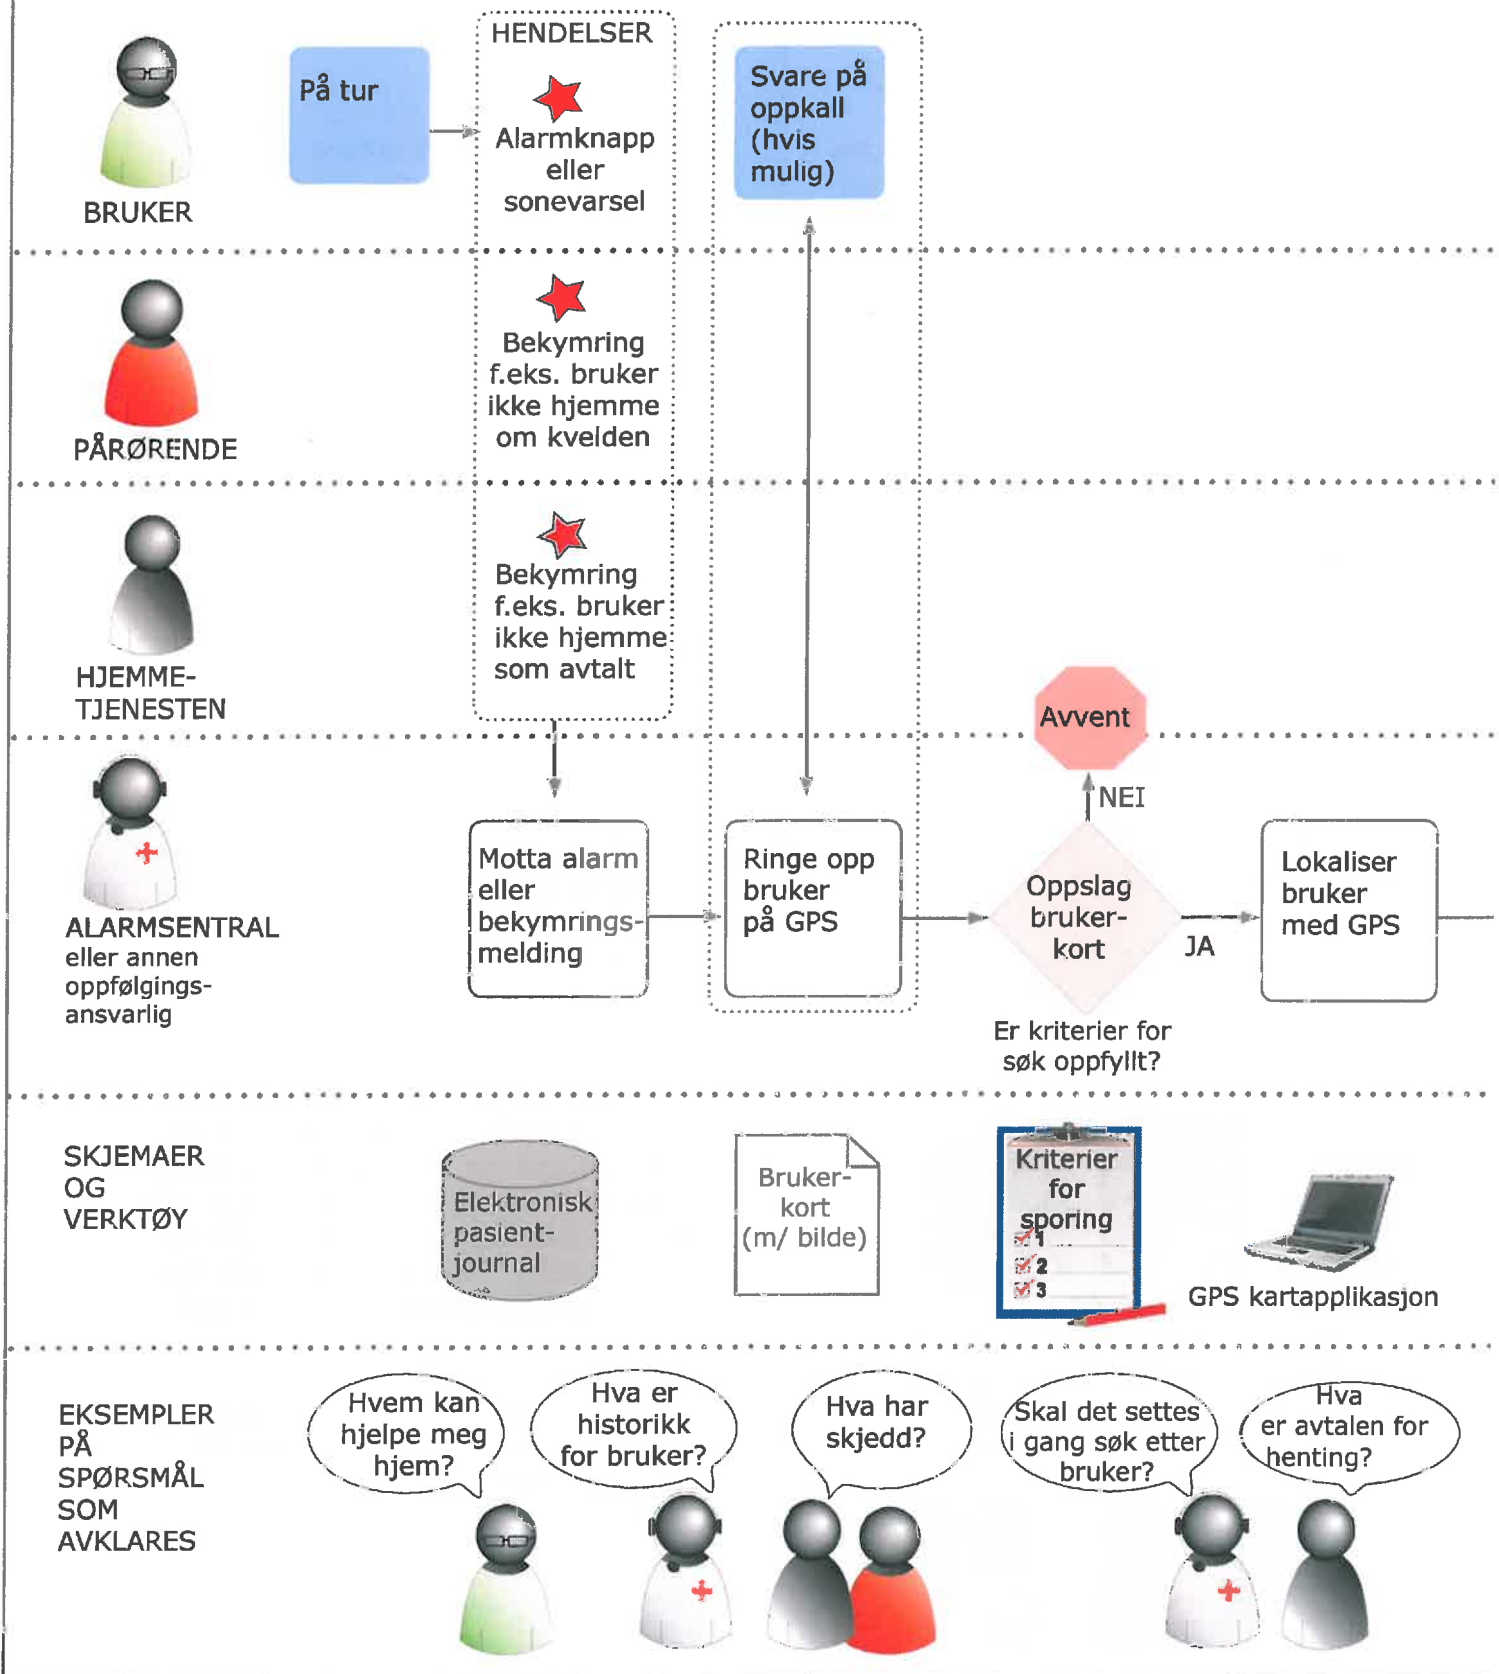 HENDELSER
På tur
Alarmknapp
eller
sonevarsel
Svare på
oppkall
(hvis
mulig)
BRUKER
Bekymring
f.eks. bruker
ikke hjemme
om kvelden
PÅRØRENDE
Bekymring
f.eks. bruker
ikke hjemme
som avtalt
HJEMME-
TJENESTEN
Avvent
NEI
Motta alarm
eller
bekymrings-
melding
Ringe opp
bruker
på GPS
Oppslag
bruker-
kort
JA
Lokaliser
bruker
med GPS
ALARMSENTRAL
eller annen
oppfølgings-
ansvarlig
Er kriterier for
søk oppfyllt?
SKJEMAER
OG
VERKTØY
Elektronisk
pasient-
journal
Bruker-
kort
(m/ bilde)
Kriterier
for
sporing
1
2
3
GPS kartapplikasjon
EKSEMPLER
PÅ
SPØRSMÅL
SOM
AVKLARES
Hvem kan
hjelpe meg
hjem?
Hva er
historikk
for bruker?
Hva har
skjedd?
Skal det settes
i gang søk etter
bruker?
Hva
er avtalen for
henting?